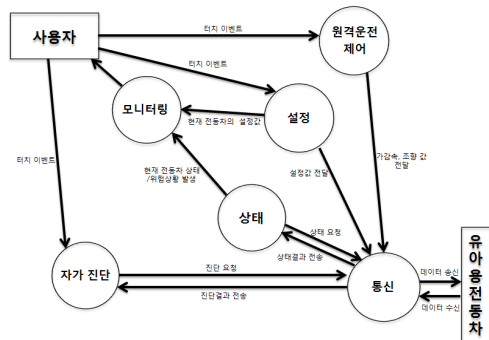 사용자
터치 이벤트
원격운전
제어
터치 이벤트
모니터링
설정
현재 전동차의 설정값
터치 이벤트
현재 전동차 상태
/위험상황 발생
설정값 전달
가감속, 조향 값
전달
상태
상태 요청
상태결과 전송
자가 진단
진단 요청
진단결과 전송
통신
데이터 송신
데이터 수신
유아용전동차